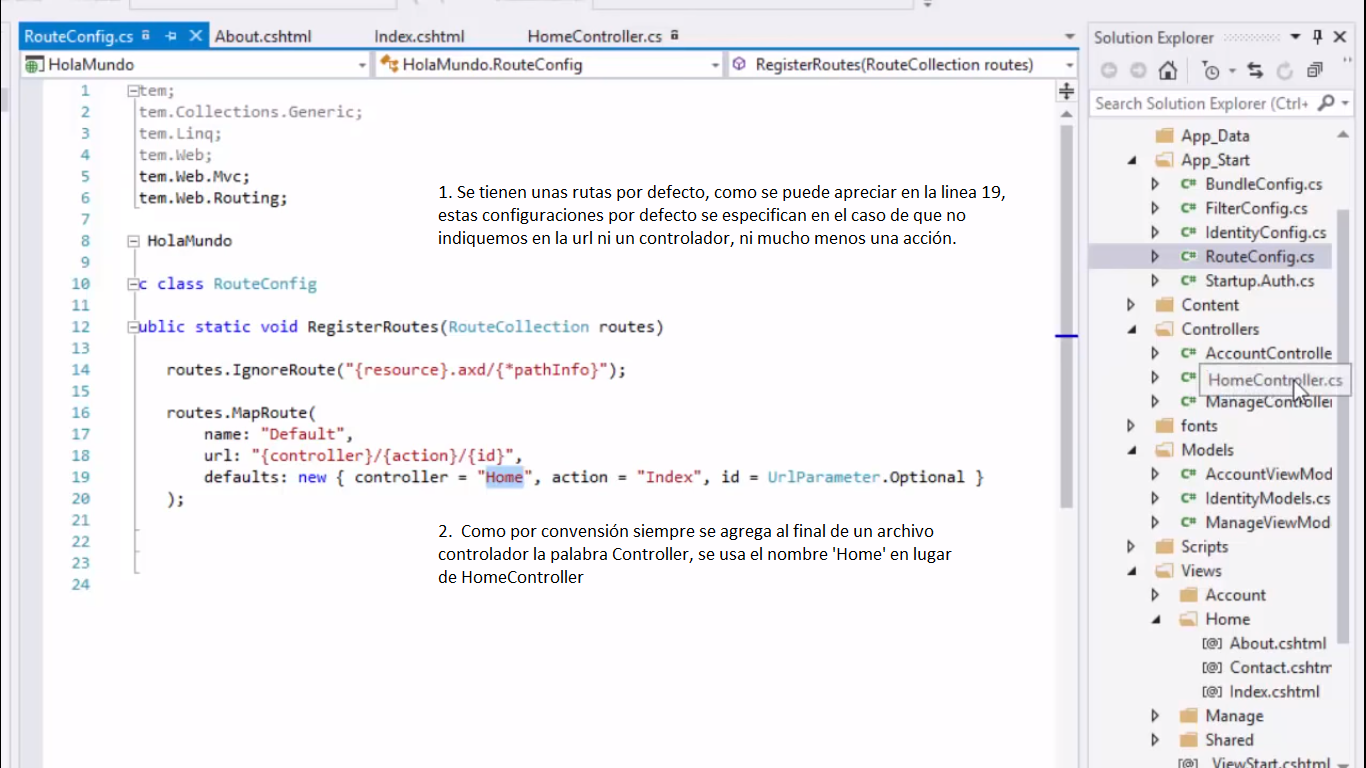 RouteConfig.cs
About.cshtml
Index.cshtml
HomeController.cs
HolaMundo
HolaMundo.RouteConfig
RegisterRoutes(RouteCollection routes)
1 tem;
2 tem.Collections.Generic;
3 tem.Linq;
4 tem.Web;
5 tem.Web.Mvc;
6 tem.Web.Routing;
7
8 HolaMundo
9
10 c class RouteConfig
11
12 ublic static void RegisterRoutes(RouteCollection routes)
13
14 routes.IgnoreRoute("{resource}.axd/{*pathInfo}");
15
16 routes.MapRoute(
17 name: "Default",
18 url: "{controller}/{action}/{id}",
19 defaults: new { controller = "Home", action = "Index", id = UrlParameter.Optional }
20 );
21
22
23
24
1. Se tienen unas rutas por defecto, como se puede apreciar en la linea 19,
estas configuraciones por defecto se especifican en el caso de que no
indiquemos en la url ni un controlador, ni mucho menos una acción.
2. Como por convensión siempre se agrega al final de un archivo
controlador la palabra Controller, se usa el nombre 'Home' en lugar
de HomeController
Solution Explorer
Search Solution Explorer (Ctrl+
App_Data
App_Start
C# BundleConfig.cs
C# FilterConfig.cs
C# IdentityConfig.cs
C# RouteConfig.cs
C# Startup.Auth.cs
Content
Controllers
C# AccountControlle
C# HomeController.cs
C# ManageController
fonts
Models
C# AccountViewMod
C# IdentityModels.cs
C# ManageViewMod
Scripts
Views
Account
Home
[@] About.cshtml
[@] Contact.cshtm
[@] Index.cshtml
Manage
Shared
[@] _ViewStart.cshtml